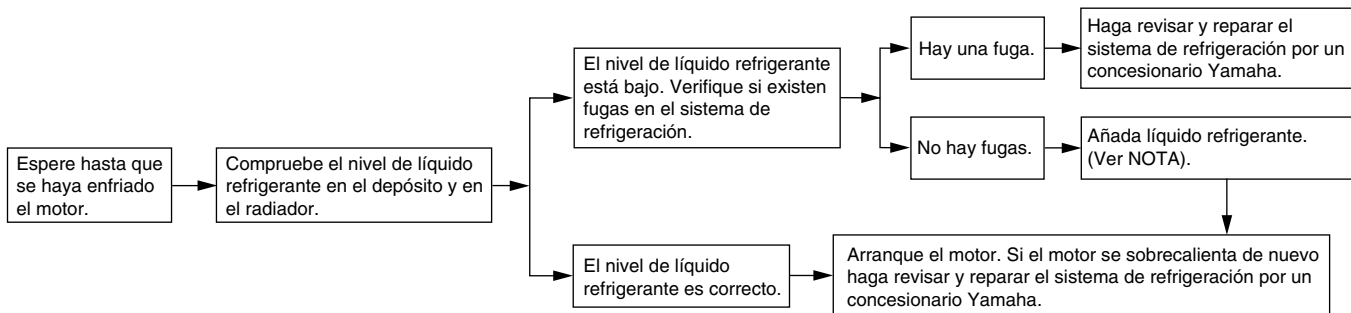 Espere hasta que
se haya enfriado
el motor.
Compruebe el nivel de líquido
refrigerante en el depósito y en
el radiador.
El nivel de líquido refrigerante
está bajo. Verifique si existen
fugas en el sistema de
refrigeración.
Hay una fuga.
Haga revisar y reparar el
sistema de refrigeración por un
concesionario Yamaha.
No hay fugas.
Añada líquido refrigerante.
(Ver NOTA).
El nivel de líquido
refrigerante es correcto.
Arranque el motor. Si el motor se sobrecalienta de nuevo
haga revisar y reparar el sistema de refrigeración por un
concesionario Yamaha.